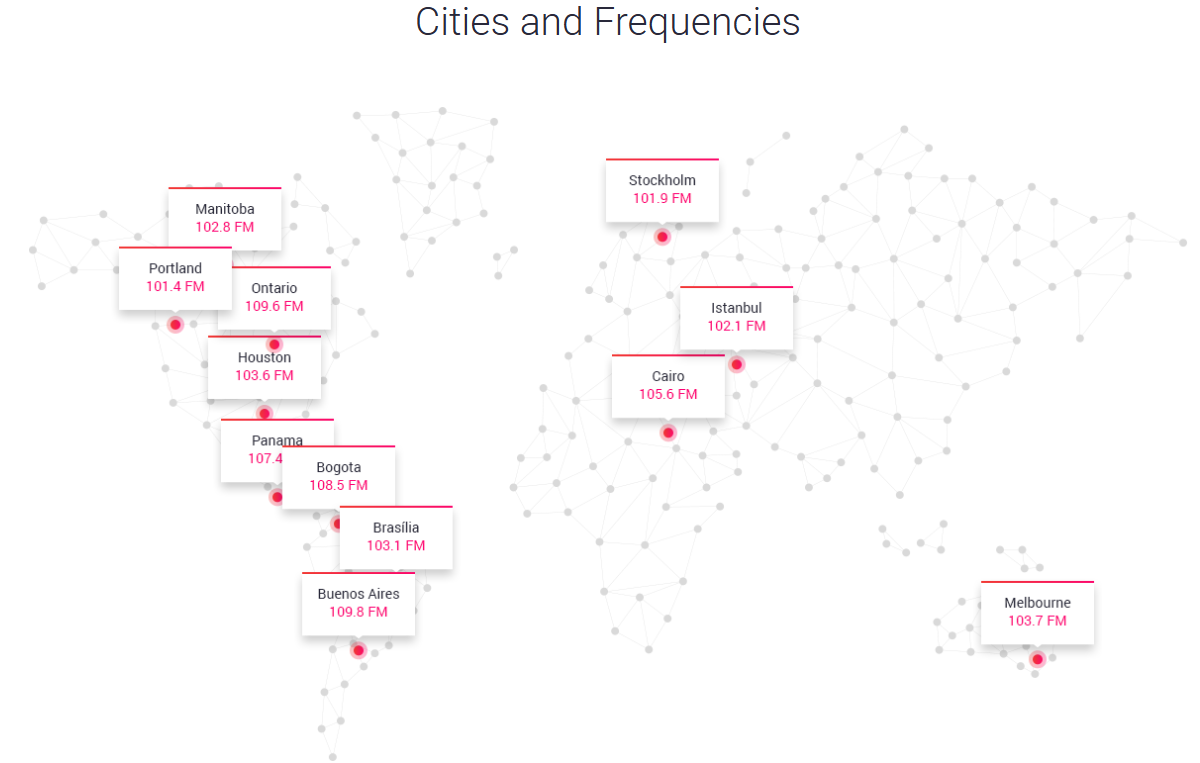 Cities and Frequencies
Stockholm
101.9 FM
Manitoba
102.8 FM
Portland
101.4 FM
Ontario
109.6 FM
Istanbul
102.1 FM
Houston
103.6 FM
Cairo
105.6 FM
Panama
107.4
Bogota
108.5 FM
Brasília
103.1 FM
Buenos Aires
109.8 FM
Melbourne
103.7 FM